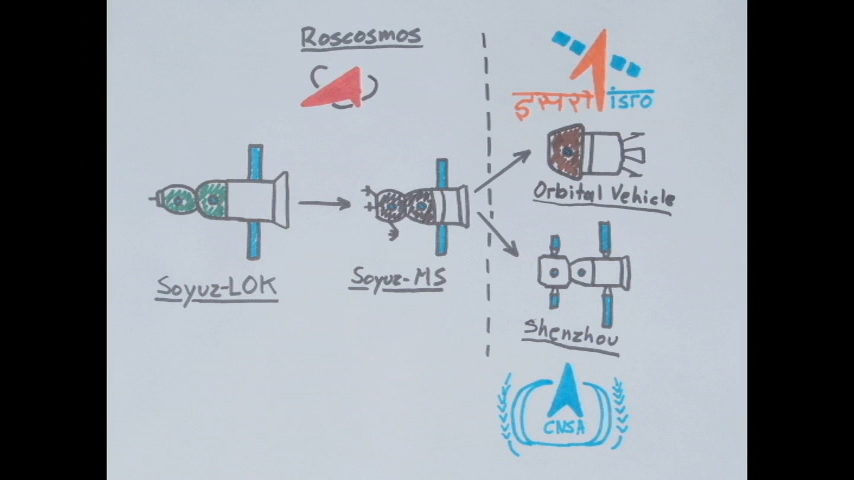 Roscosmos
इसरो isro
Orbital Vehicle
Soyuz-LOK
Soyuz-MS
Shenzhou
CNSA